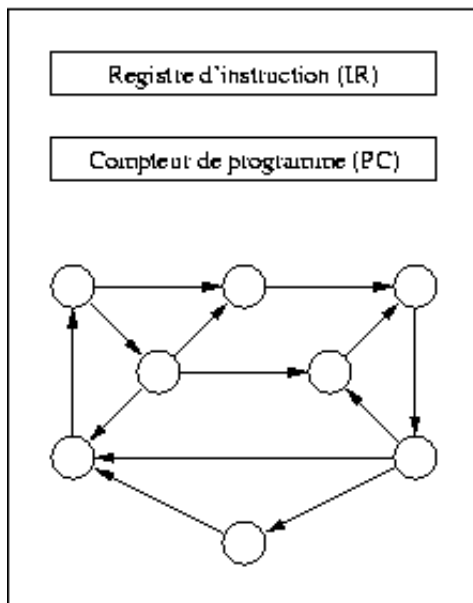 Registre d'instruction (IR)
Compteur de programme (PC)